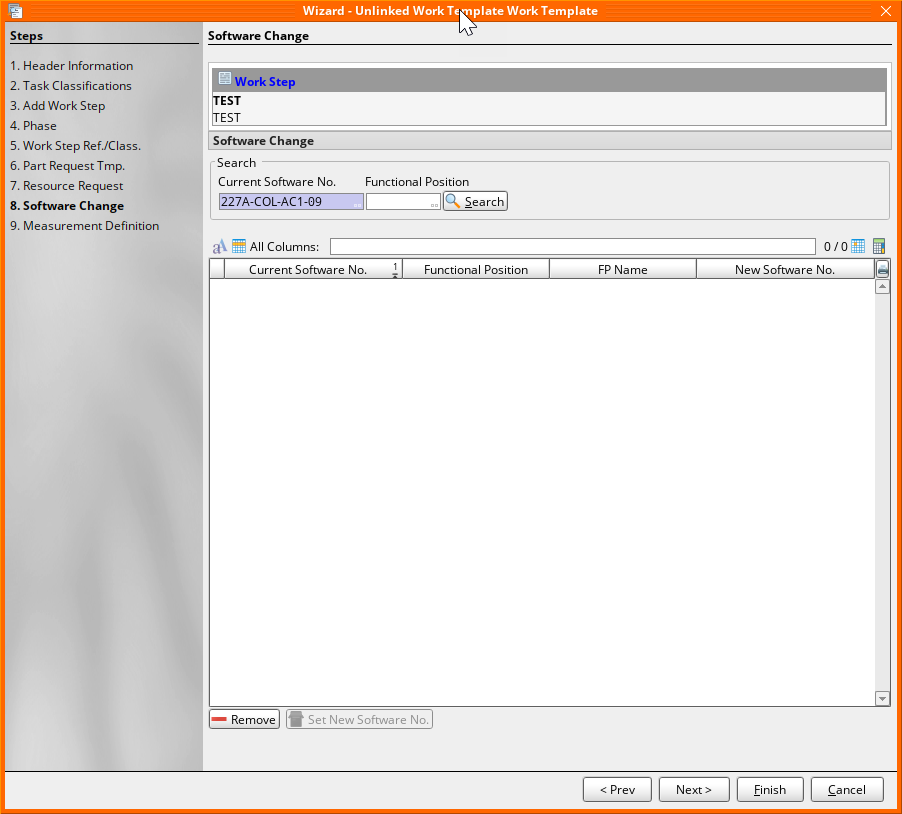 Wizard - Unlinked Work Template Work Template
Steps
1. Header Information
2. Task Classifications
3. Add Work Step
4. Phase
5. Work Step Ref./Class.
6. Part Request Tmp.
7. Resource Request
8. Software Change
9. Measurement Definition
Software Change
Work Step
TEST
TEST
Software Change
Search
Current Software No. Functional Position
227A-COL-AC1-09 Search
All Columns: 0 / 0
Current Software No. 1 Functional Position FP Name New Software No.
Remove Set New Software No.
< Prev Next > Finish Cancel